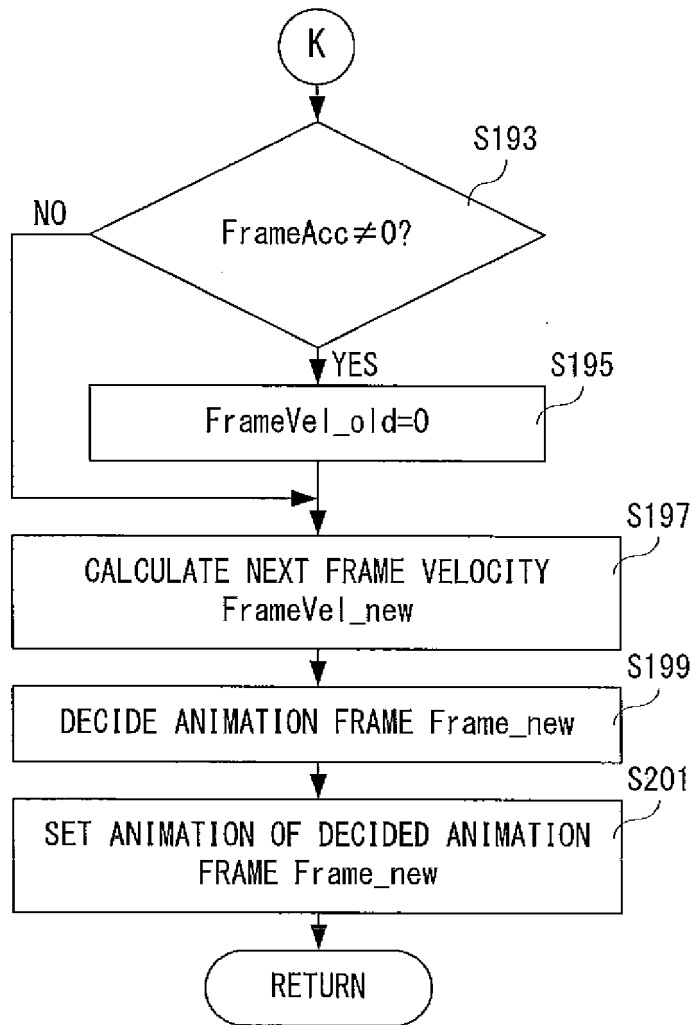 K
S193
NO
FrameAcc≠0?
YES
S195
FrameVel_old=0
S197
CALCULATE NEXT FRAME VELOCITY
FrameVel_new
S199
DECIDE ANIMATION FRAME Frame_new
S201
SET ANIMATION OF DECIDED ANIMATION
FRAME Frame_new
RETURN